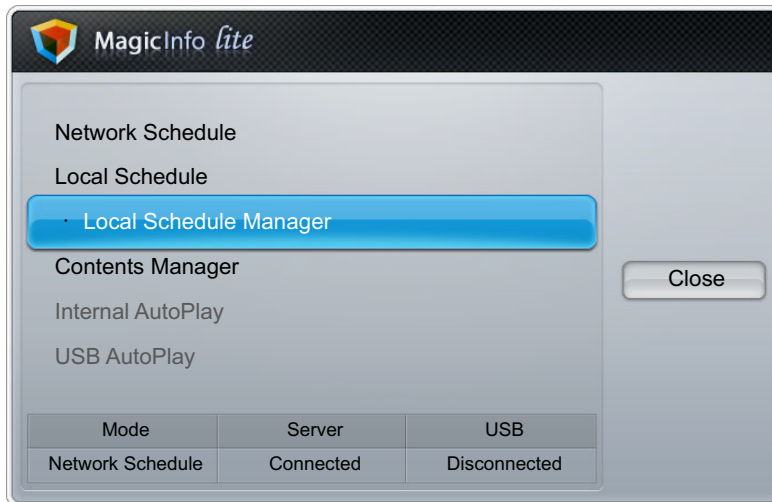 MagicInfo lite
Network Schedule
Local Schedule
· Local Schedule Manager
Contents Manager
Internal AutoPlay
USB AutoPlay
Close
Mode Server USB
Network Schedule Connected Disconnected